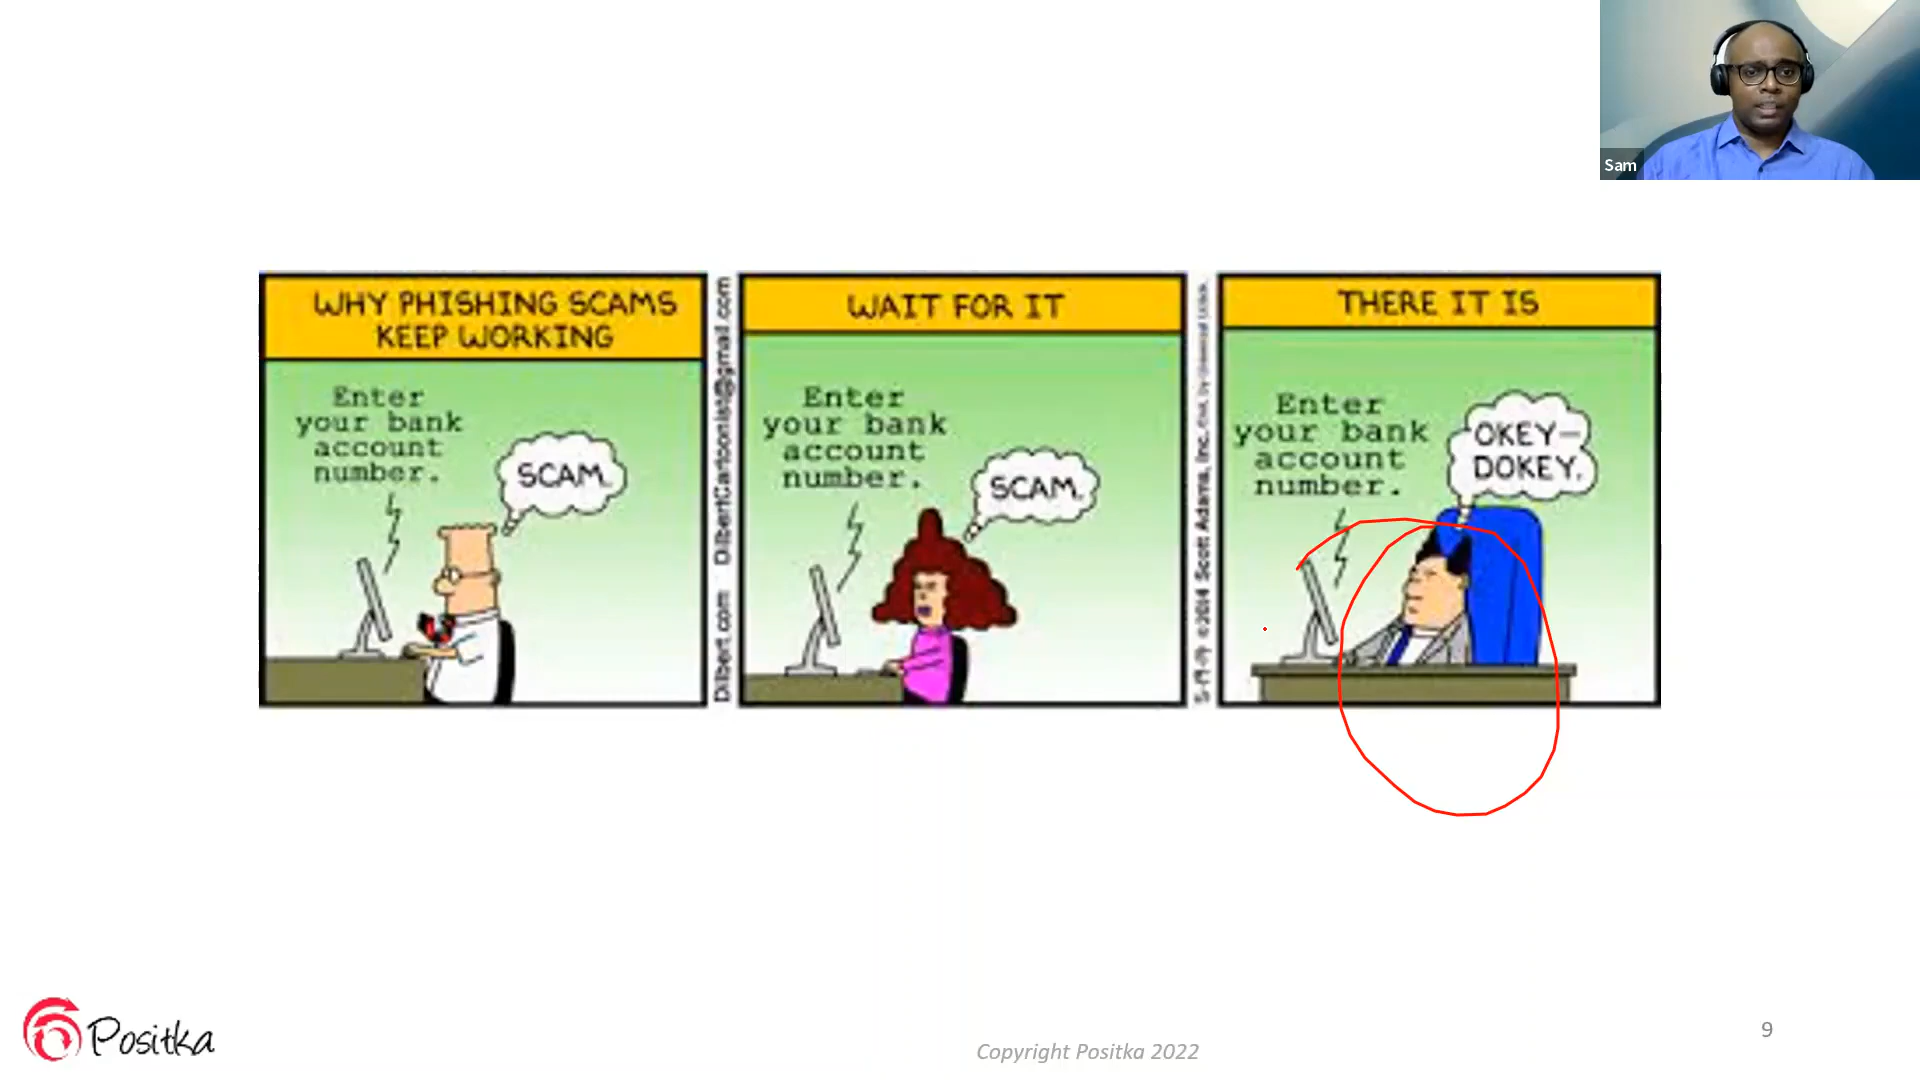 Sam
WHY PHISHING SCAMS
KEEP WORKING
Enter
your bank
account
number.
SCAM.
Dilbert.com DilbertCartoonist@gmail.com
WAIT FOR IT
Enter
your bank
account
number.
SCAM.
©2014 Scott Adams, Inc.
THERE IT IS
Enter
your bank
account
number.
OKEY-
DOKEY.
Positka
Copyright Positka 2022
9